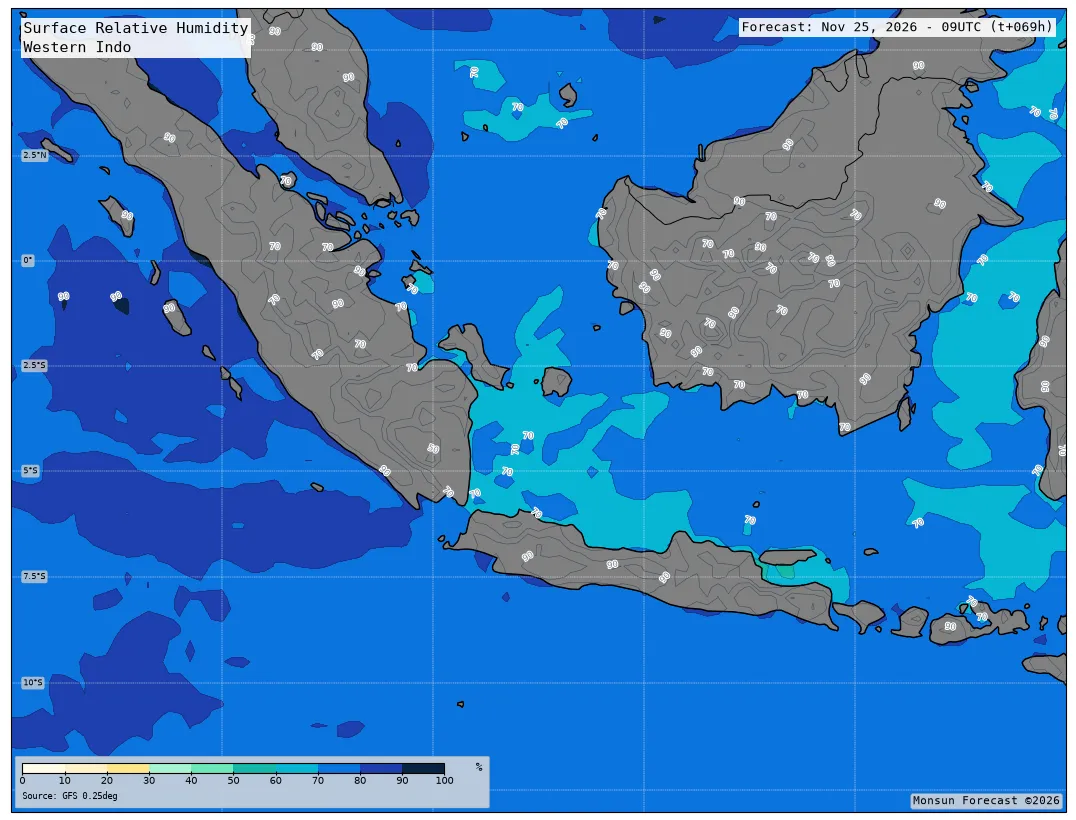 Surface Relative Humidity
Western Indo
Forecast: Nov 25, 2026 - 09UTC (t+069h)
2.5°N
0°
2.5°S
5°S
7.5°S
10°S
0 10 20 30 40 50 60 70 80 90 100 %
Source: GFS 0.25deg
Monsun Forecast ©2026